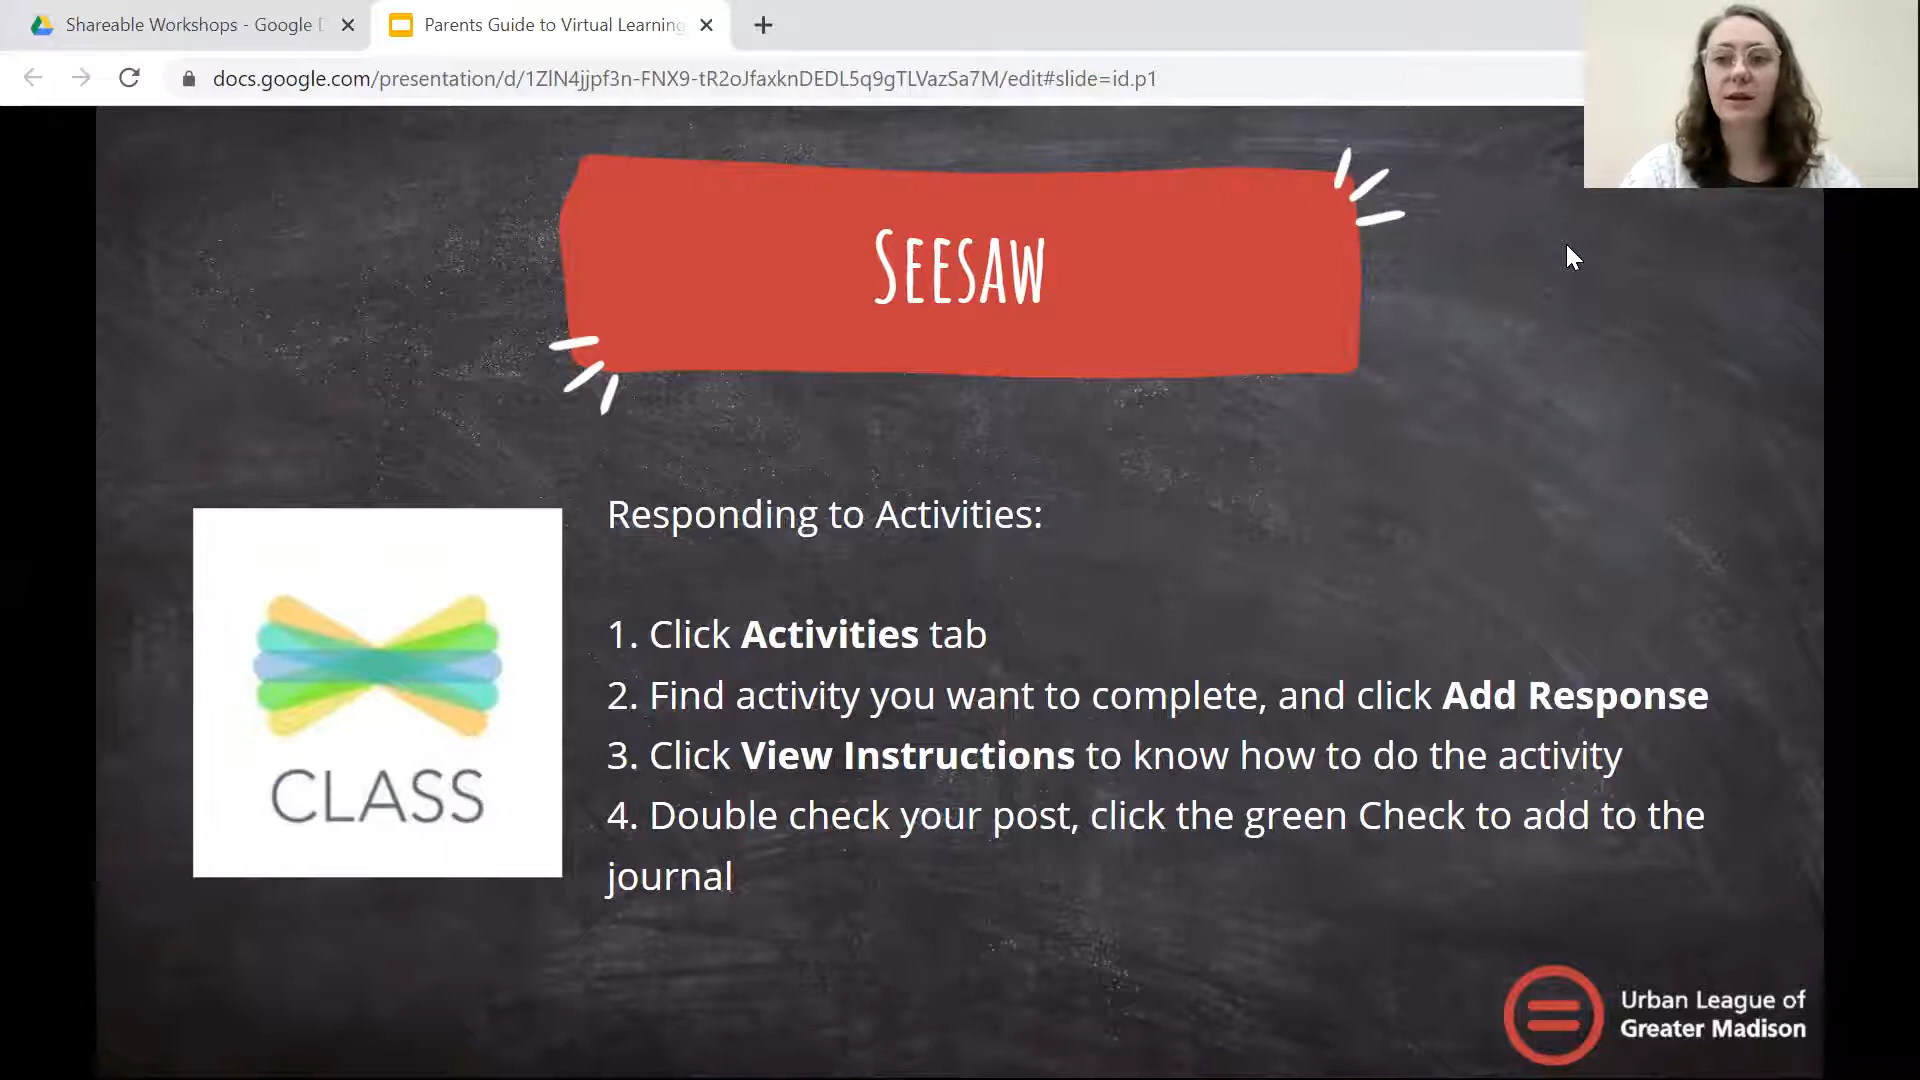 Shareable Workshops - Google
Parents Guide to Virtual Learning
docs.google.com/presentation/d/1ZlN4jjpf3n-FNX9-tR2oJfaxknDEDL5q9gTLVazSa7M/edit#slide=id.p1
SEESAW
Responding to Activities:
1. Click Activities tab
2. Find activity you want to complete, and click Add Response
3. Click View Instructions to know how to do the activity
4. Double check your post, click the green Check to add to the
journal
CLASS
Urban League of
Greater Madison